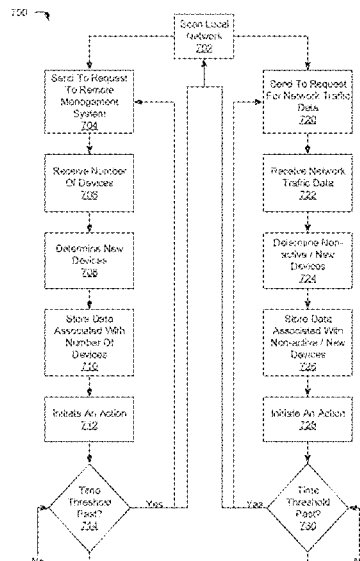 700
Scan Local
Network
702
Send To Request
To Remote
Management
System
704
Receive Number
Of Devices
706
Determine New
Devices
708
Store Data
Associated With
Number Of
Devices
710
Initiate An Action
712
Time
Threshold
Past?
714
Yes
No
Send To Request
For Network Traffic
Data
720
Receive Network
Traffic Data
722
Determine Non-
active / New
Devices
724
Store Data
Associated With
Non-active / New
Devices
726
Initiate An Action
728
Time
Threshold
Past?
730
Yes